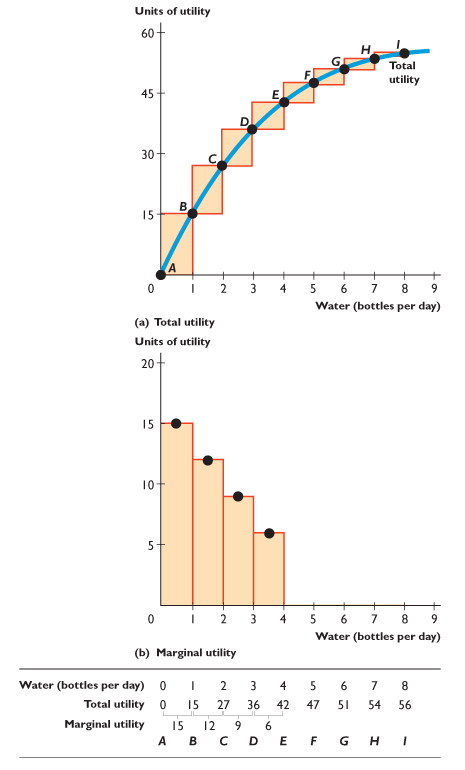 Units of utility
60
45
30
15
0 1 2 3 4 5 6 7 8 9
A
B
C
D
E
F
G
H
I
Total
utility
Water (bottles per day)
(a) Total utility
Units of utility
20
15
10
5
0 1 2 3 4 5 6 7 8 9
Water (bottles per day)
(b) Marginal utility
Water (bottles per day) 0 1 2 3 4 5 6 7 8
Total utility 0 15 27 36 42 47 51 54 56
Marginal utility 15 12 9 6
A B C D E F G H I